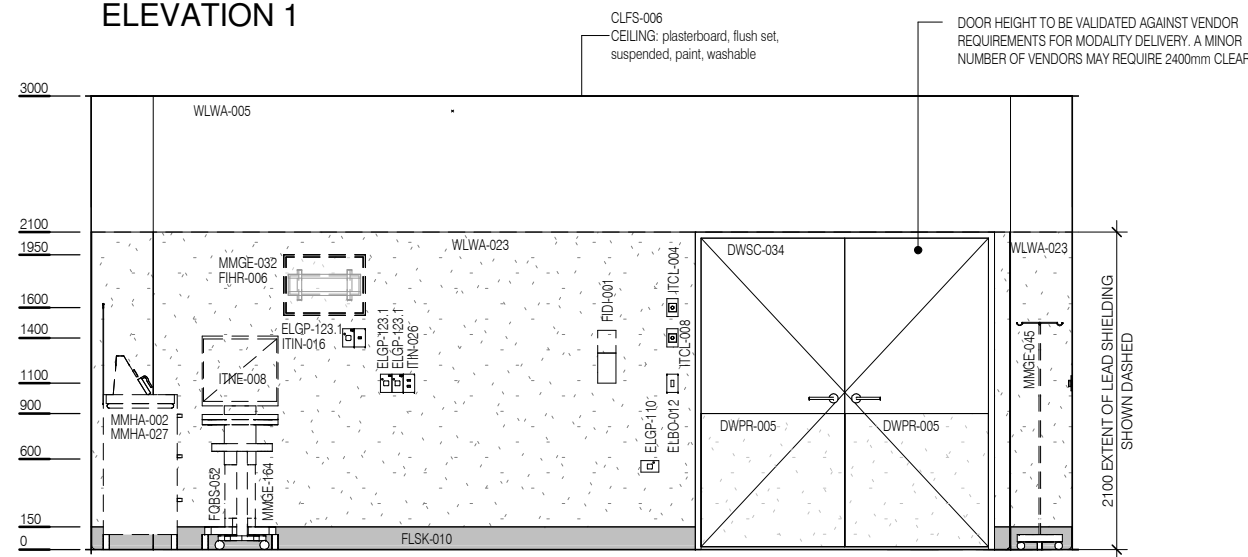 ELEVATION 1
CLFS-006
CEILING: plasterboard, flush set,
suspended, paint, washable
DOOR HEIGHT TO BE VALIDATED AGAINST VENDOR
REQUIREMENTS FOR MODALITY DELIVERY. A MINOR
NUMBER OF VENDORS MAY REQUIRE 2400mm CLEAR
3000
WLWA-005
2100
WLWA-023
DWSC-034
WLWA-023
1950
MMGE-032
FIHR-006
ITCL-004
FIDI-001
1600
ELGP-123.1
ITIN-016
1400
ELGP-123.1
ELGP-123.1
ITIN-026
ITCL-008
MMGE-045
2100 EXTENT OF LEAD SHIELDING
SHOWN DASHED
ITNE-008
1100
900
MMHA-002
MMHA-027
ELGP-110
ELBO-012
DWPR-005
DWPR-005
600
FQBS-052
MMGE-164
150
FLSK-010
0